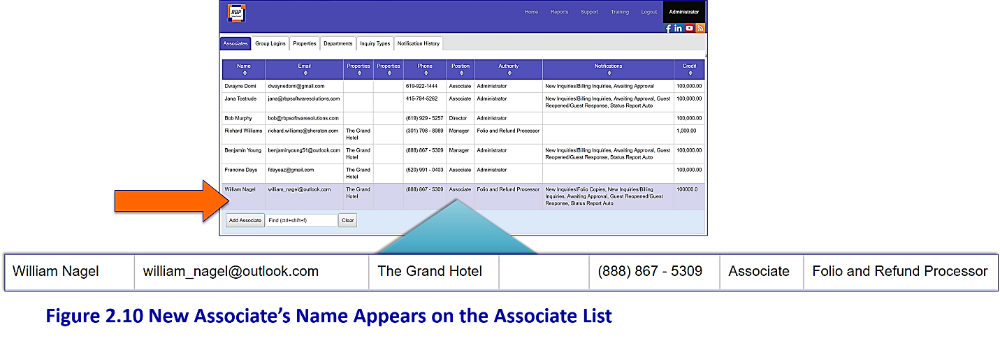 RBP
Home Reports Support Training Logout Administrator
f in
Associates Group Logins Properties Departments Inquiry Types Notification History
Name Email Properties Properties Phone Position Authority Notifications Credit
Dwayne Domi dwaynedomi@gmail.com 619-922-1444 Associate Administrator New Inquiries/Billing Inquiries, Awaiting Approval 100,000.00
Jana Tostrude jana@rbpsoftwaresolutions.com 415-794-5262 Associate Administrator New Inquiries/Billing Inquiries, Awaiting Approval, Guest 100,000.00
Reopened/Guest Response, Status Report Auto
Bob Murphy bob@rbpsoftwaresolutions.com (619) 929 - 5257 Director Administrator 100,000.00
Richard Williams richard.williams@sheraton.com The Grand (301) 798 - 8989 Manager Folio and Refund Processor 1,000.00
Hotel
Benjamin Young benjaminyoung51@outlook.com The Grand (888) 867 - 5309 Manager Administrator New Inquiries/Billing Inquiries, Awaiting Approval, Guest 100,000.00
Hotel Reopened/Guest Response, Status Report Auto
Francine Days fdayeaz@gmail.com The Grand (520) 991 - 0403 Associate Administrator 100,000.00
Hotel
William Nagel william_nagel@outlook.com The Grand (888) 867 - 5309 Associate Folio and Refund Processor New Inquiries/Folio Copies, New Inquiries/Billing 100000.0
Hotel Inquiries, Awaiting Approval, Guest Reopened/Guest
Response, Status Report Auto
Add Associate Find (ctrl+shift+f) Clear
William Nagel william_nagel@outlook.com The Grand Hotel (888) 867 - 5309 Associate Folio and Refund Processor
Figure 2.10 New Associate’s Name Appears on the Associate List